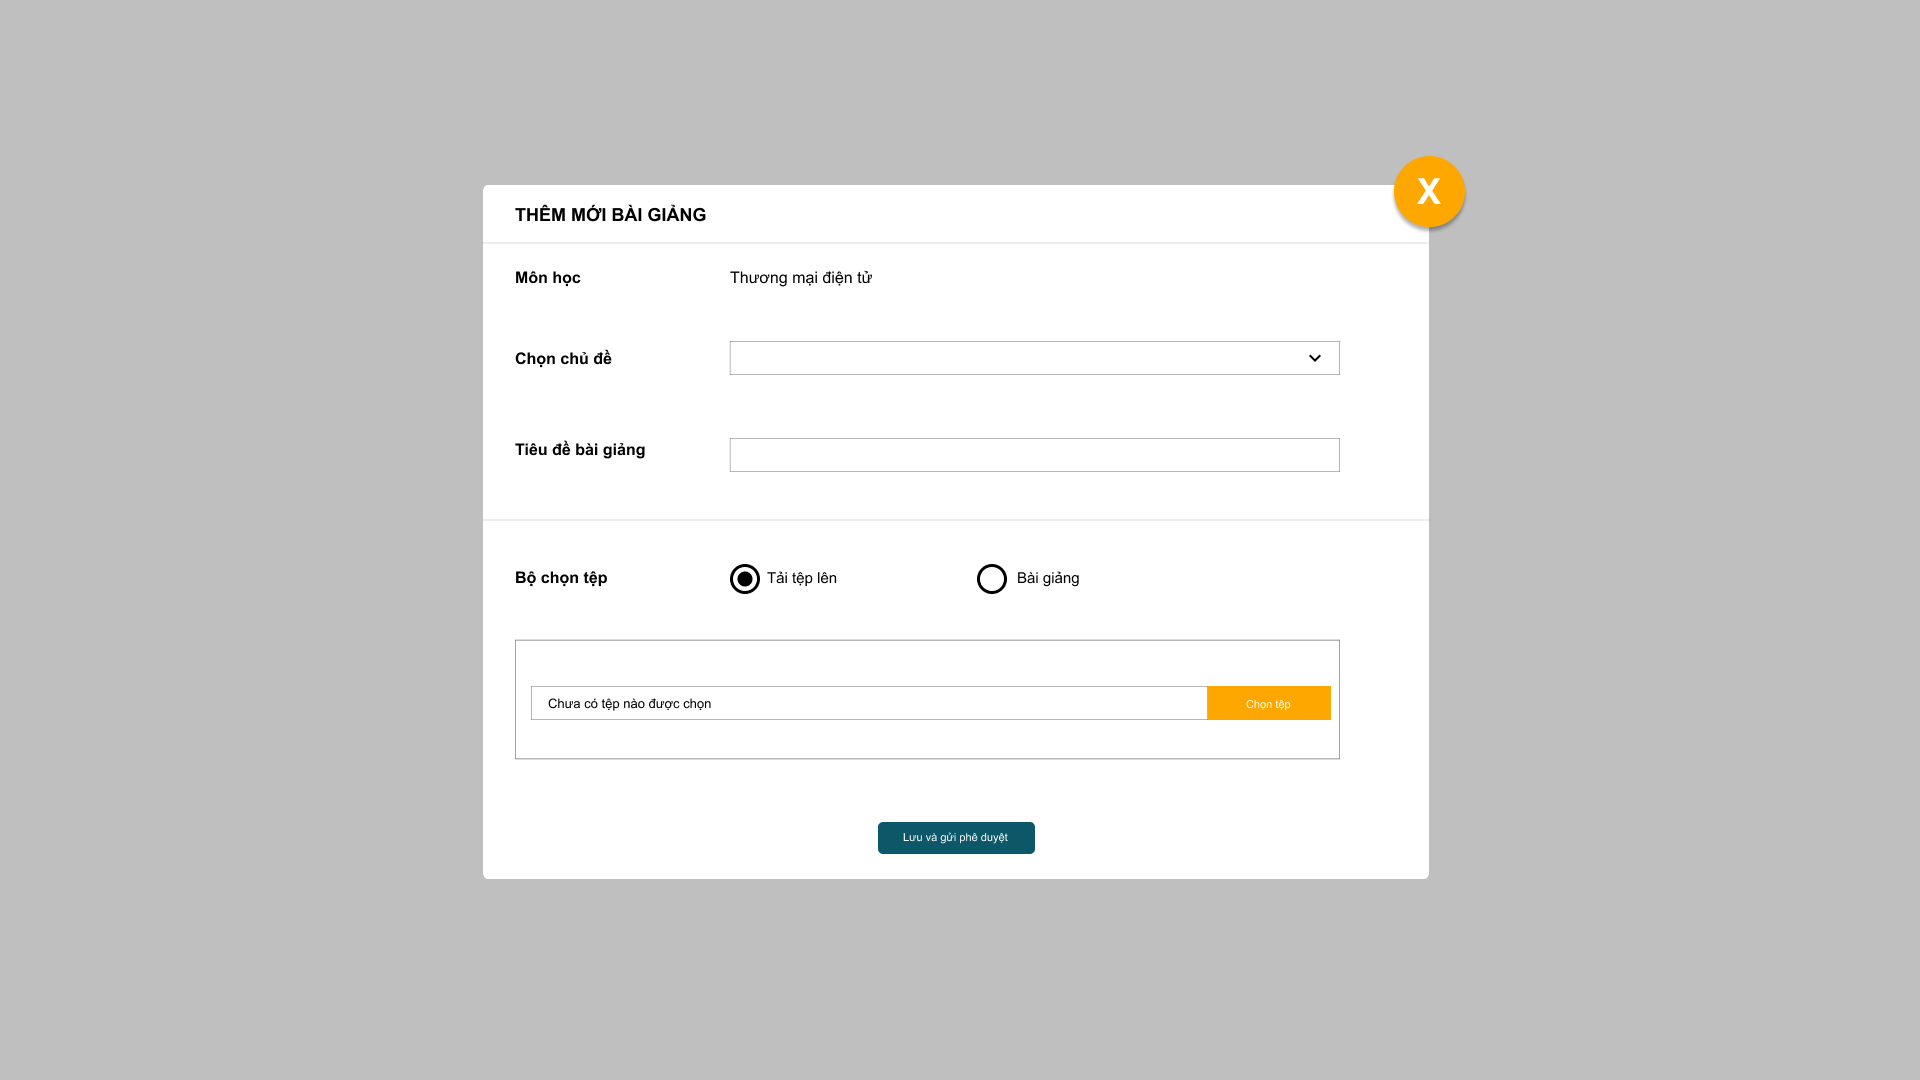 X
THÊM MỚI BÀI GIẢNG
Môn học
Thương mại điện tử
Chọn chủ đề
Tiêu đề bài giảng
Bộ chọn tệp
Tải tệp lên
Bài giảng
Chưa có tệp nào được chọn
Chọn tệp
Lưu và gửi phê duyệt